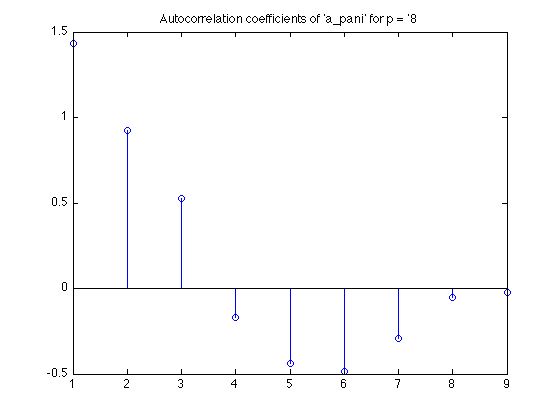 Autocorrelation coefficients of 'a_pani' for p = '8
1.5
1
0.5
0
-0.5
1 2 3 4 5 6 7 8 9